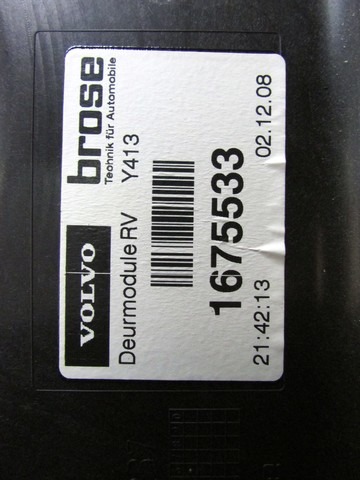 VOLVO
brose
Technik für Automobile
Deurmodule RV Y413
1675533
21:42:13 02.12.08